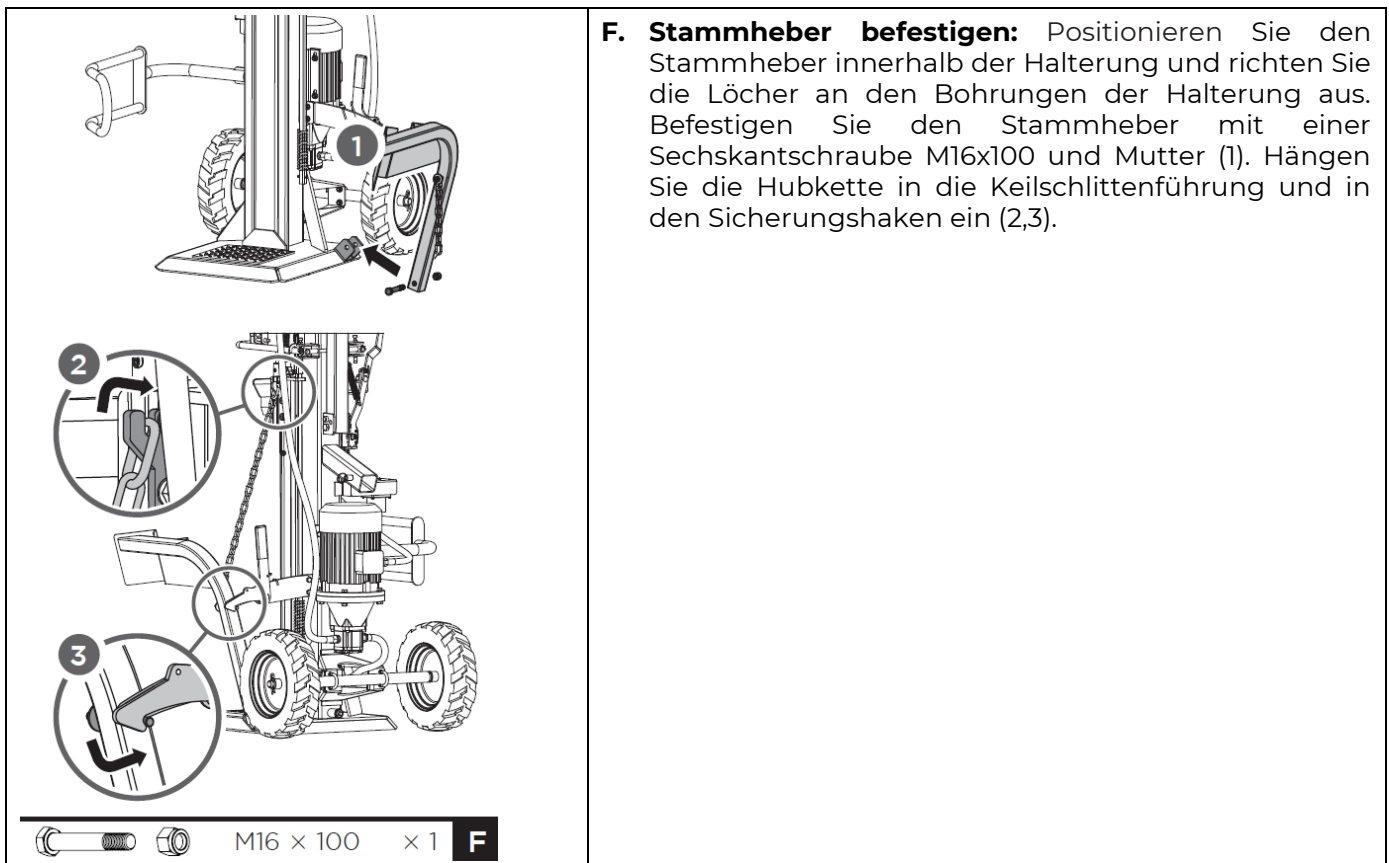 1
2
3
M16 × 100 × 1 F
F. Stammheber befestigen: Positionieren Sie den
Stammheber innerhalb der Halterung und richten Sie
die Löcher an den Bohrungen der Halterung aus.
Befestigen Sie den Stammheber mit einer
Sechskantschraube M16x100 und Mutter (1). Hängen
Sie die Hubkette in die Keilschlittenführung und in
den Sicherungshaken ein (2,3).